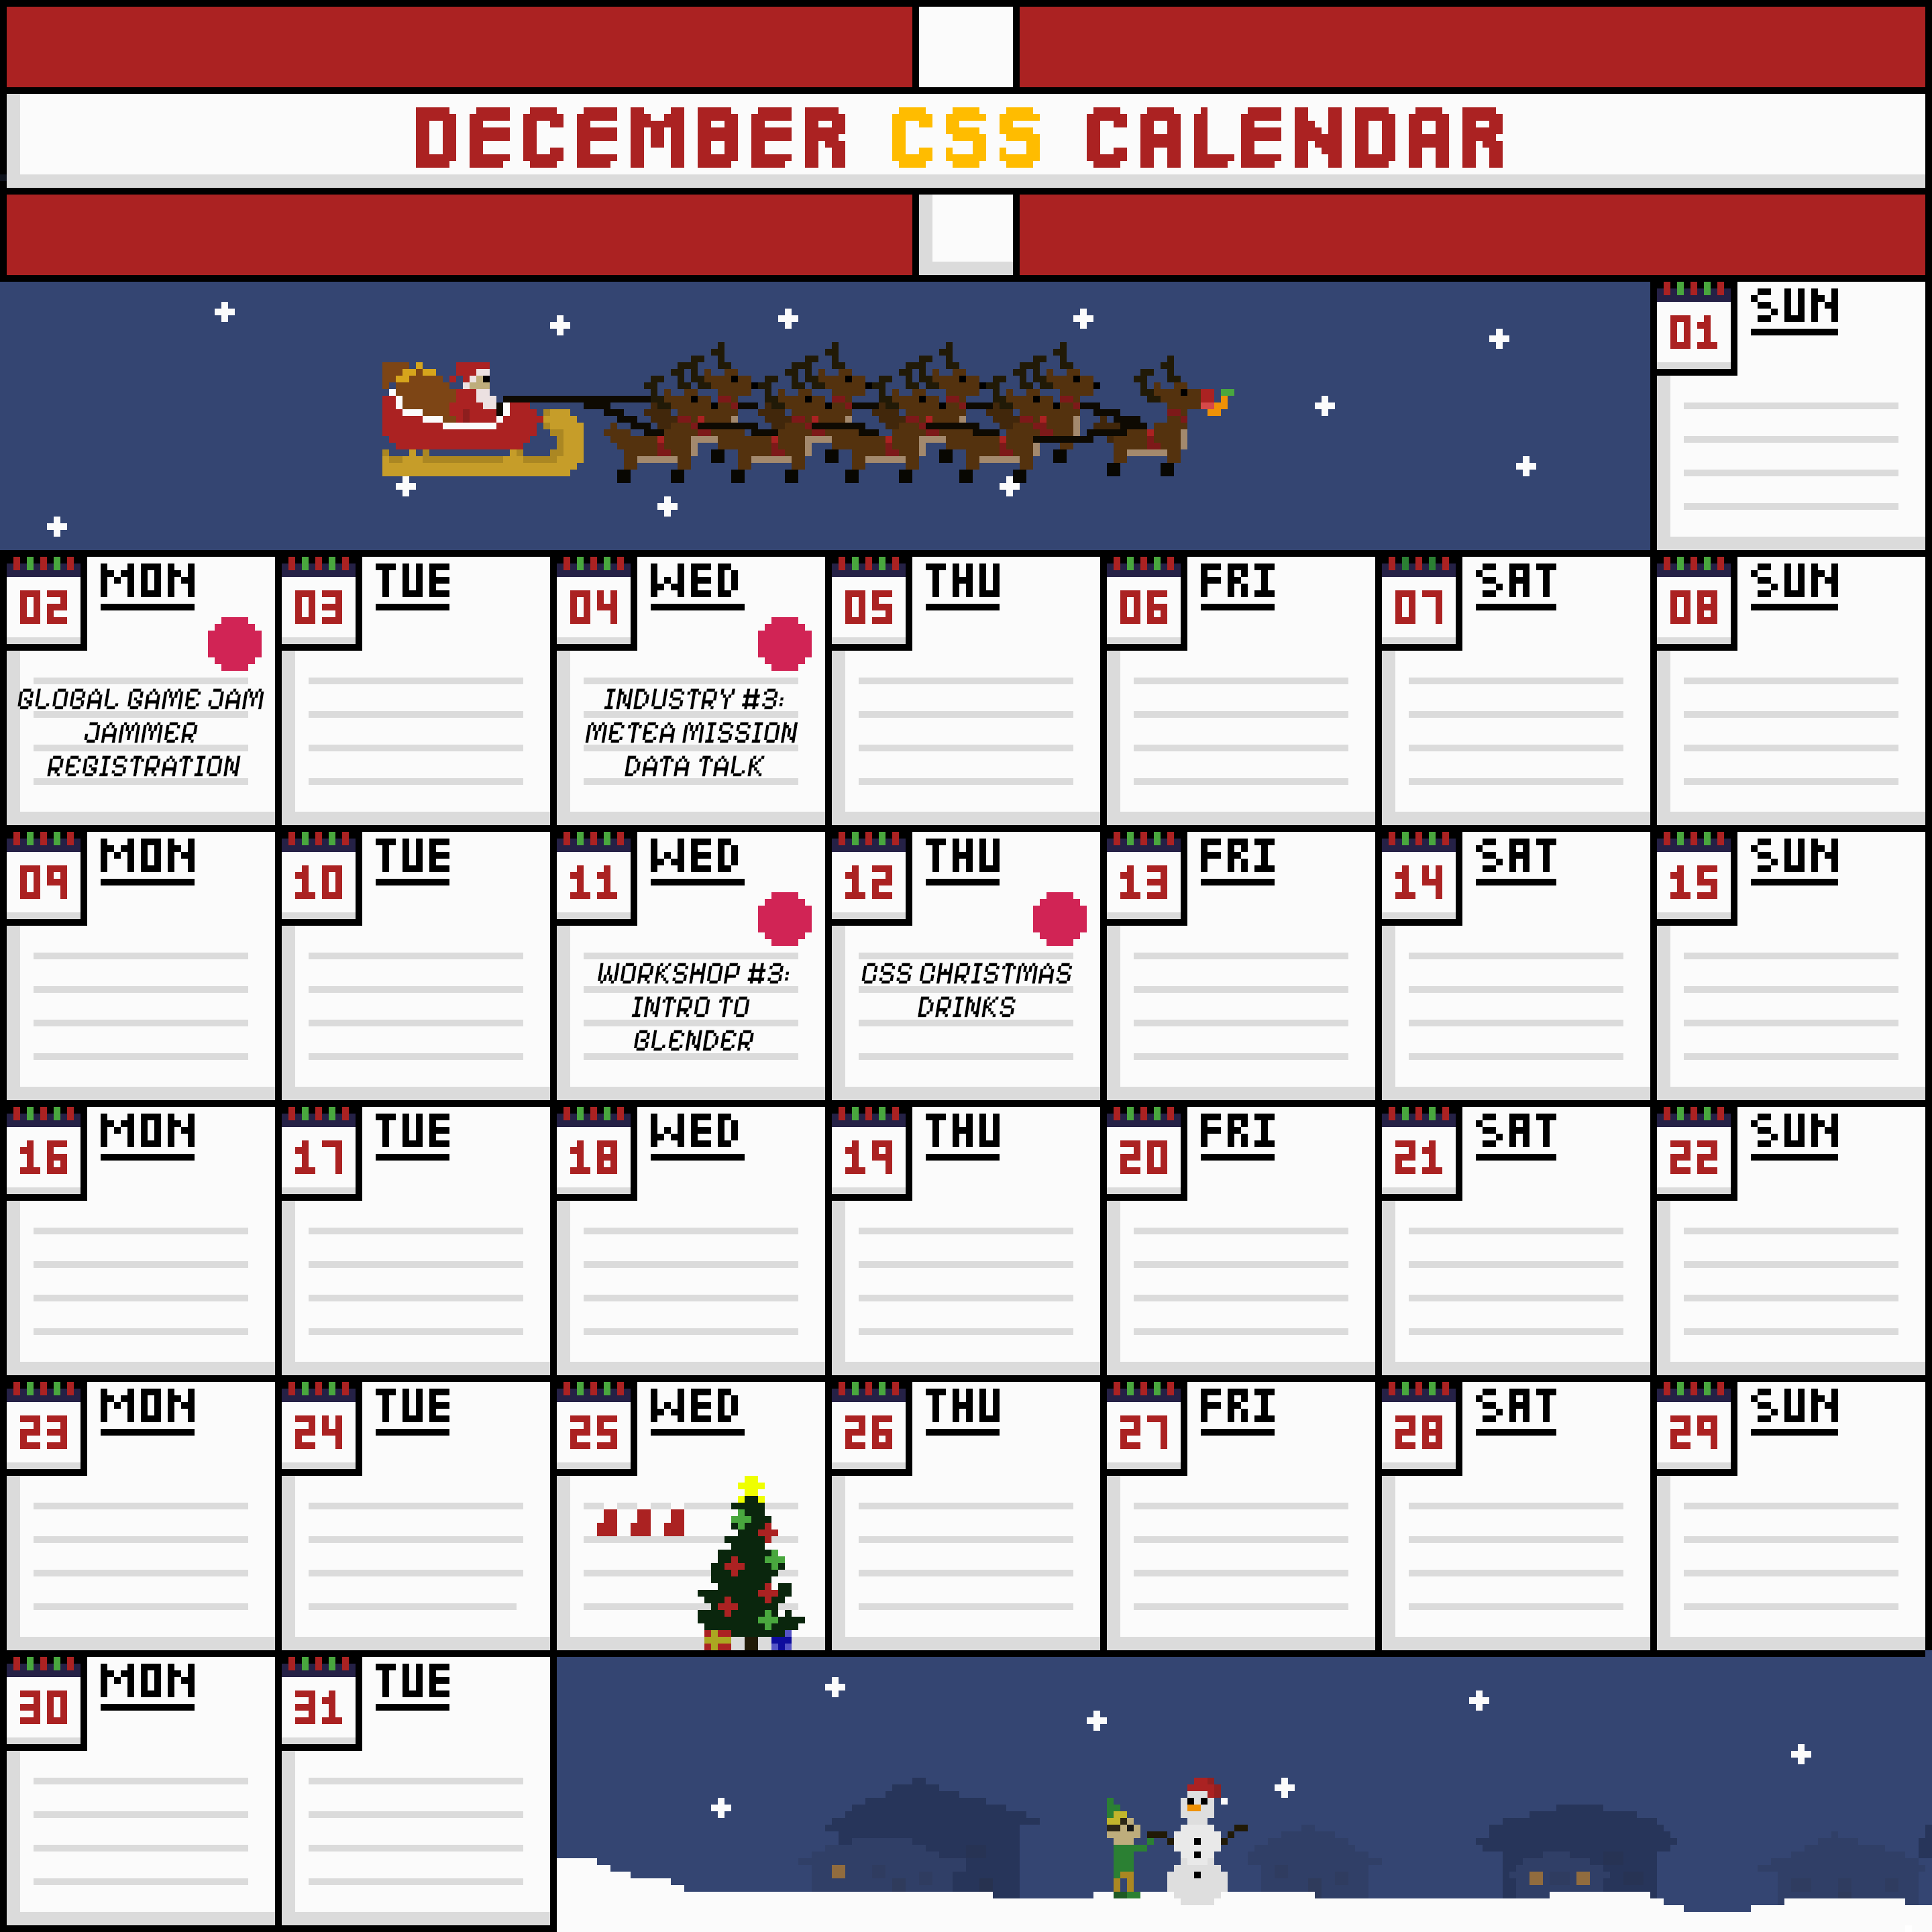 DECEMBER CSS CALENDAR
01 SUN
02 MON
GLOBAL GAME JAM
JAMMER
REGISTRATION
03 TUE
04 WED
INDUSTRY #3:
METEA MISSION
DATA TALK
05 THU
06 FRI
07 SAT
08 SUN
09 MON
10 TUE
11 WED
WORKSHOP #3:
INTRO TO
BLENDER
12 THU
CSS CHRISTMAS
DRINKS
13 FRI
14 SAT
15 SUN
16 MON
17 TUE
18 WED
19 THU
20 FRI
21 SAT
22 SUN
23 MON
24 TUE
25 WED
26 THU
27 FRI
28 SAT
29 SUN
30 MON
31 TUE